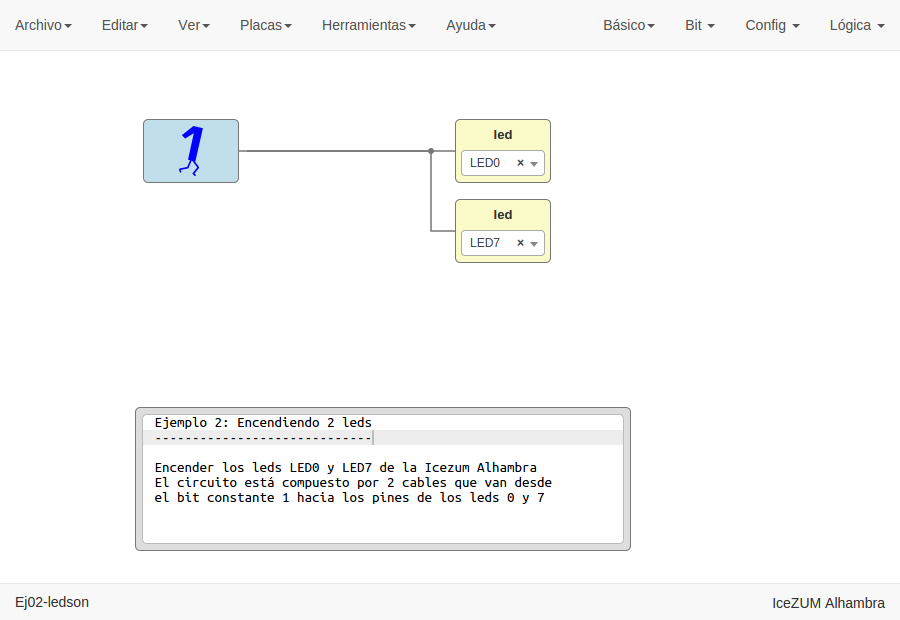 Archivo Editar Ver Placas Herramientas Ayuda Básico Bit Config Lógica
1
led
LED0 ×
led
LED7 ×
Ejemplo 2: Encendiendo 2 leds
-----------------------------
Encender los leds LED0 y LED7 de la Icezum Alhambra
El circuito está compuesto por 2 cables que van desde
el bit constante 1 hacia los pines de los leds 0 y 7
Ej02-ledson IceZUM Alhambra